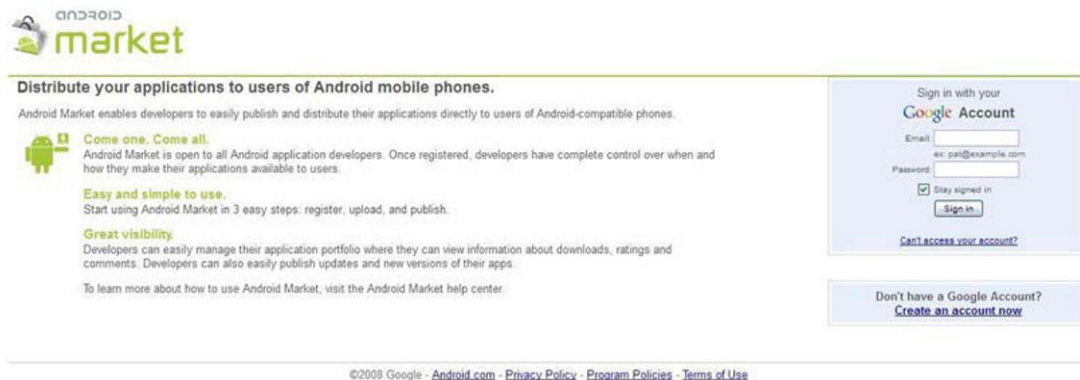 android
market
Distribute your applications to users of Android mobile phones.
Android Market enables developers to easily publish and distribute their applications directly to users of Android-compatible phones.
Come one. Come all.
Android Market is open to all Android application developers. Once registered, developers have complete control over when and
how they make their applications available to users.
Easy and simple to use.
Start using Android Market in 3 easy steps: register, upload, and publish.
Great visibility.
Developers can easily manage their application portfolio where they can view information about downloads, ratings and
comments. Developers can also easily publish updates and new versions of their apps.
To learn more about how to use Android Market, visit the Android Market help center.
Sign in with your
Google Account
Email:
ex: pat@example.com
Password:
Stay signed in
Sign in
Can't access your account?
Don't have a Google Account?
Create an account now
©2008 Google - Android.com - Privacy Policy - Program Policies - Terms of Use